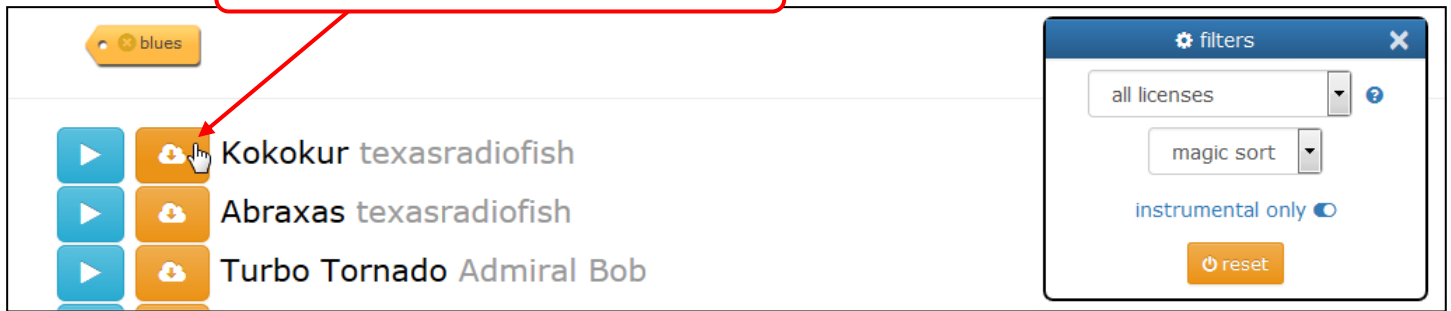 blues
filters
all licenses
magic sort
instrumental only
reset
Kokokur texasradiofish
Abraxas texasradiofish
Turbo Tornado Admiral Bob